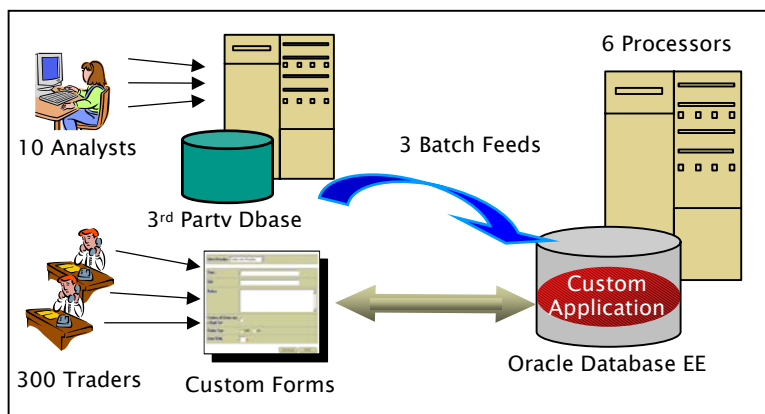 6 Processors
10 Analysts
3 Batch Feeds
3rd Party Dbase
Custom
Application
300 Traders
Custom Forms
Oracle Database EE